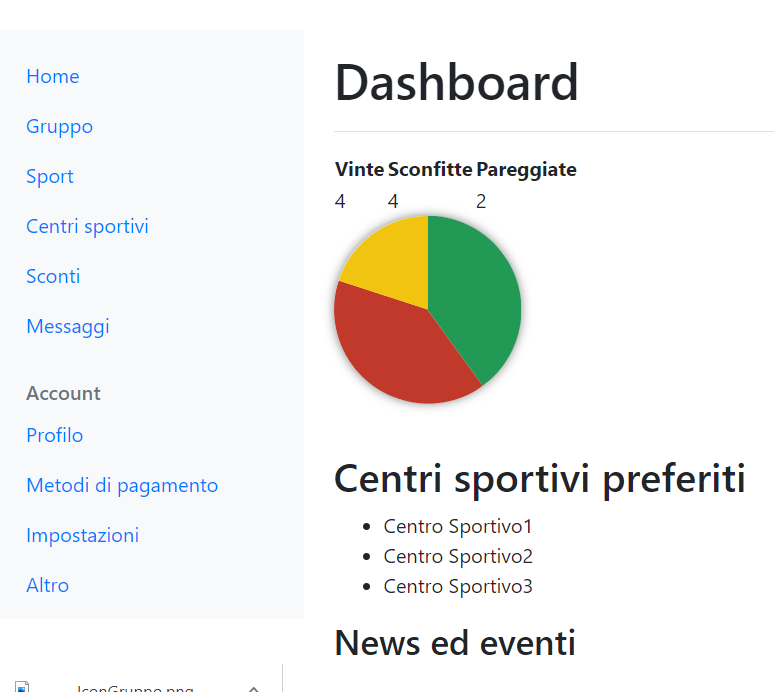 Home
Gruppo
Sport
Centri sportivi
Sconti
Messaggi
Account
Profilo
Metodi di pagamento
Impostazioni
Altro
Dashboard
Vinte Sconfitte Pareggiate
4 4 2
Centri sportivi preferiti
Centro Sportivo1
Centro Sportivo2
Centro Sportivo3
News ed eventi
IconGruppo.png